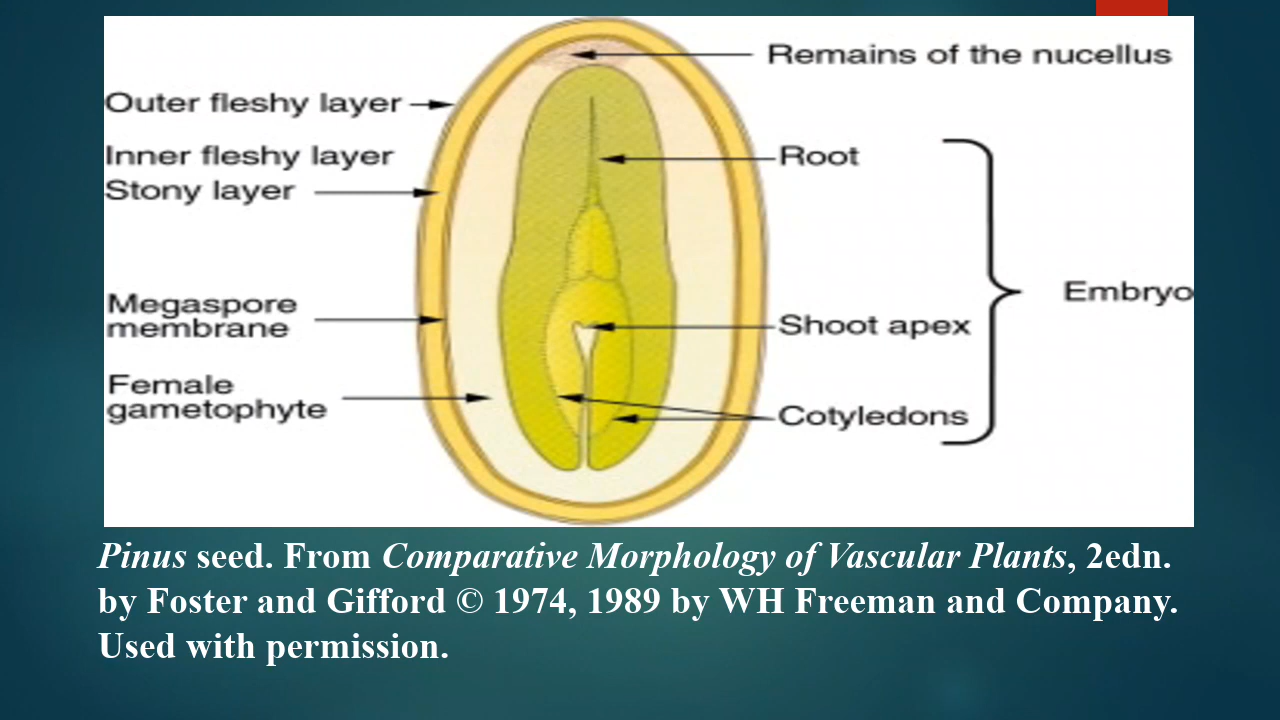 Remains of the nucellus
Outer fleshy layer
Inner fleshy layer
Root
Stony layer
Embryo
Megaspore
membrane
Shoot apex
Female
gametophyte
Cotyledons
Pinus seed. From Comparative Morphology of Vascular Plants, 2edn.
by Foster and Gifford © 1974, 1989 by WH Freeman and Company.
Used with permission.